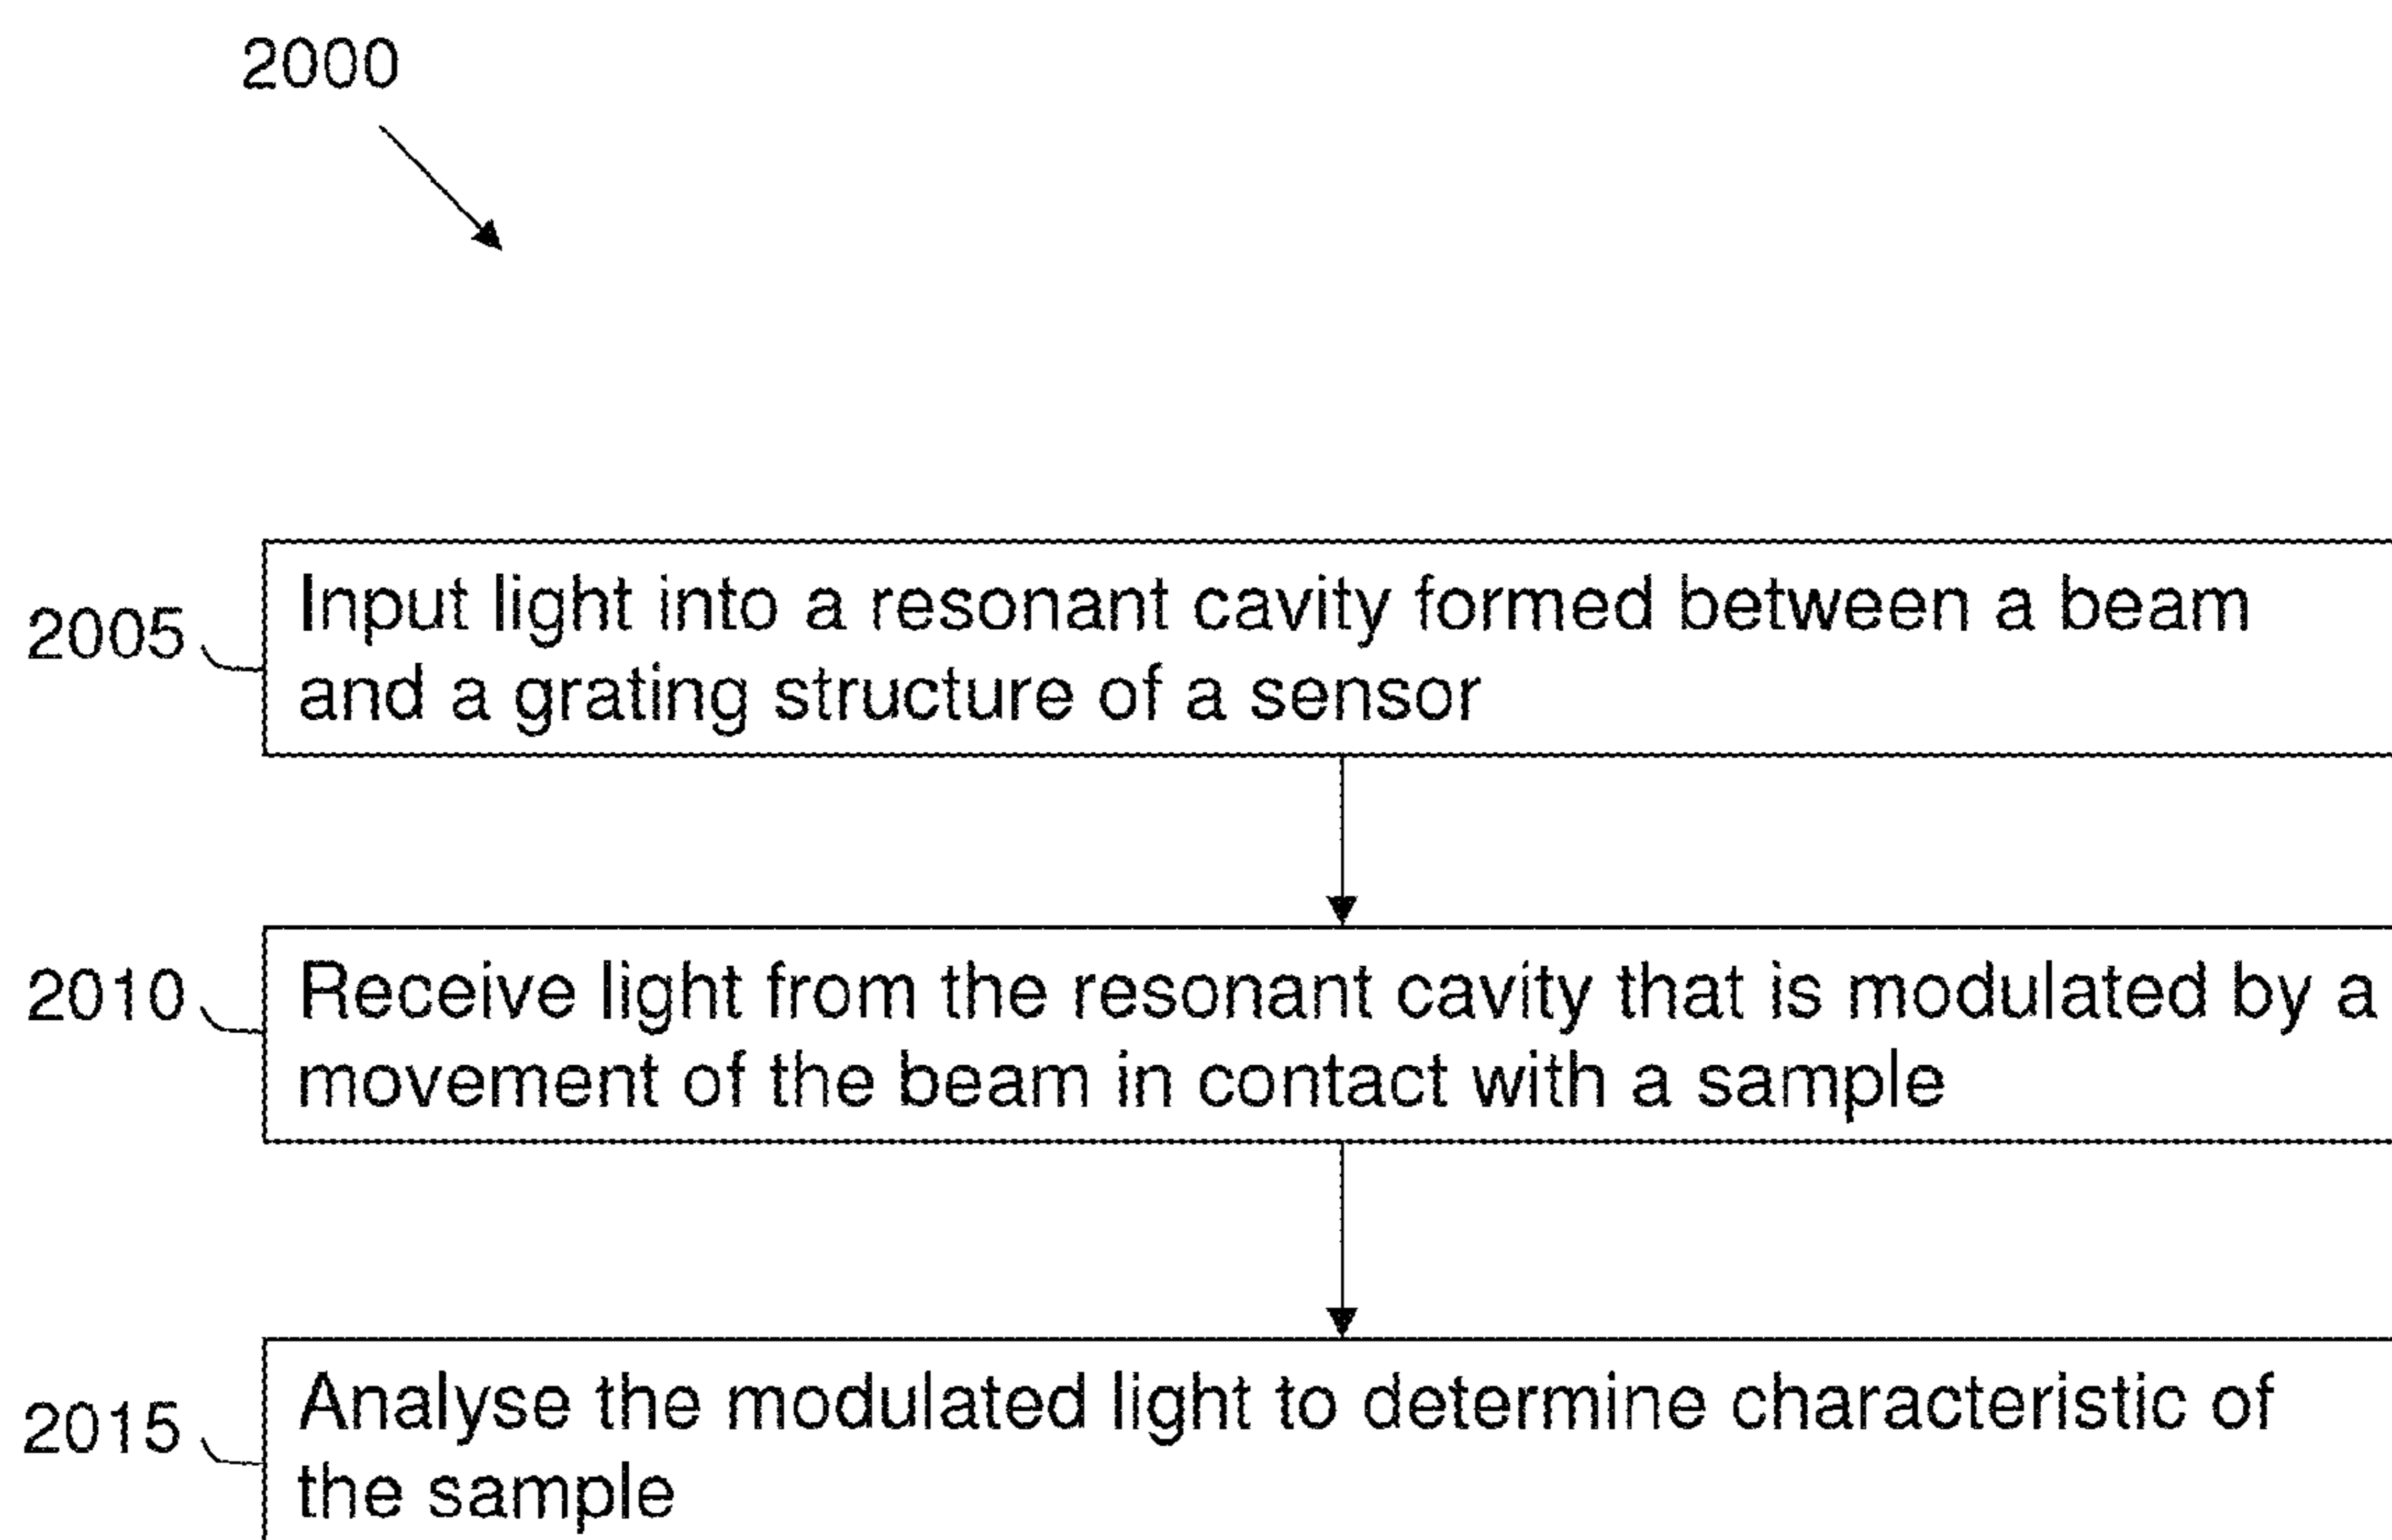 2000
2005
Input light into a resonant cavity formed between a beam
and a grating structure of a sensor
2010
Receive light from the resonant cavity that is modulated by a
movement of the beam in contact with a sample
2015
Analyse the modulated light to determine characteristic of
the sample